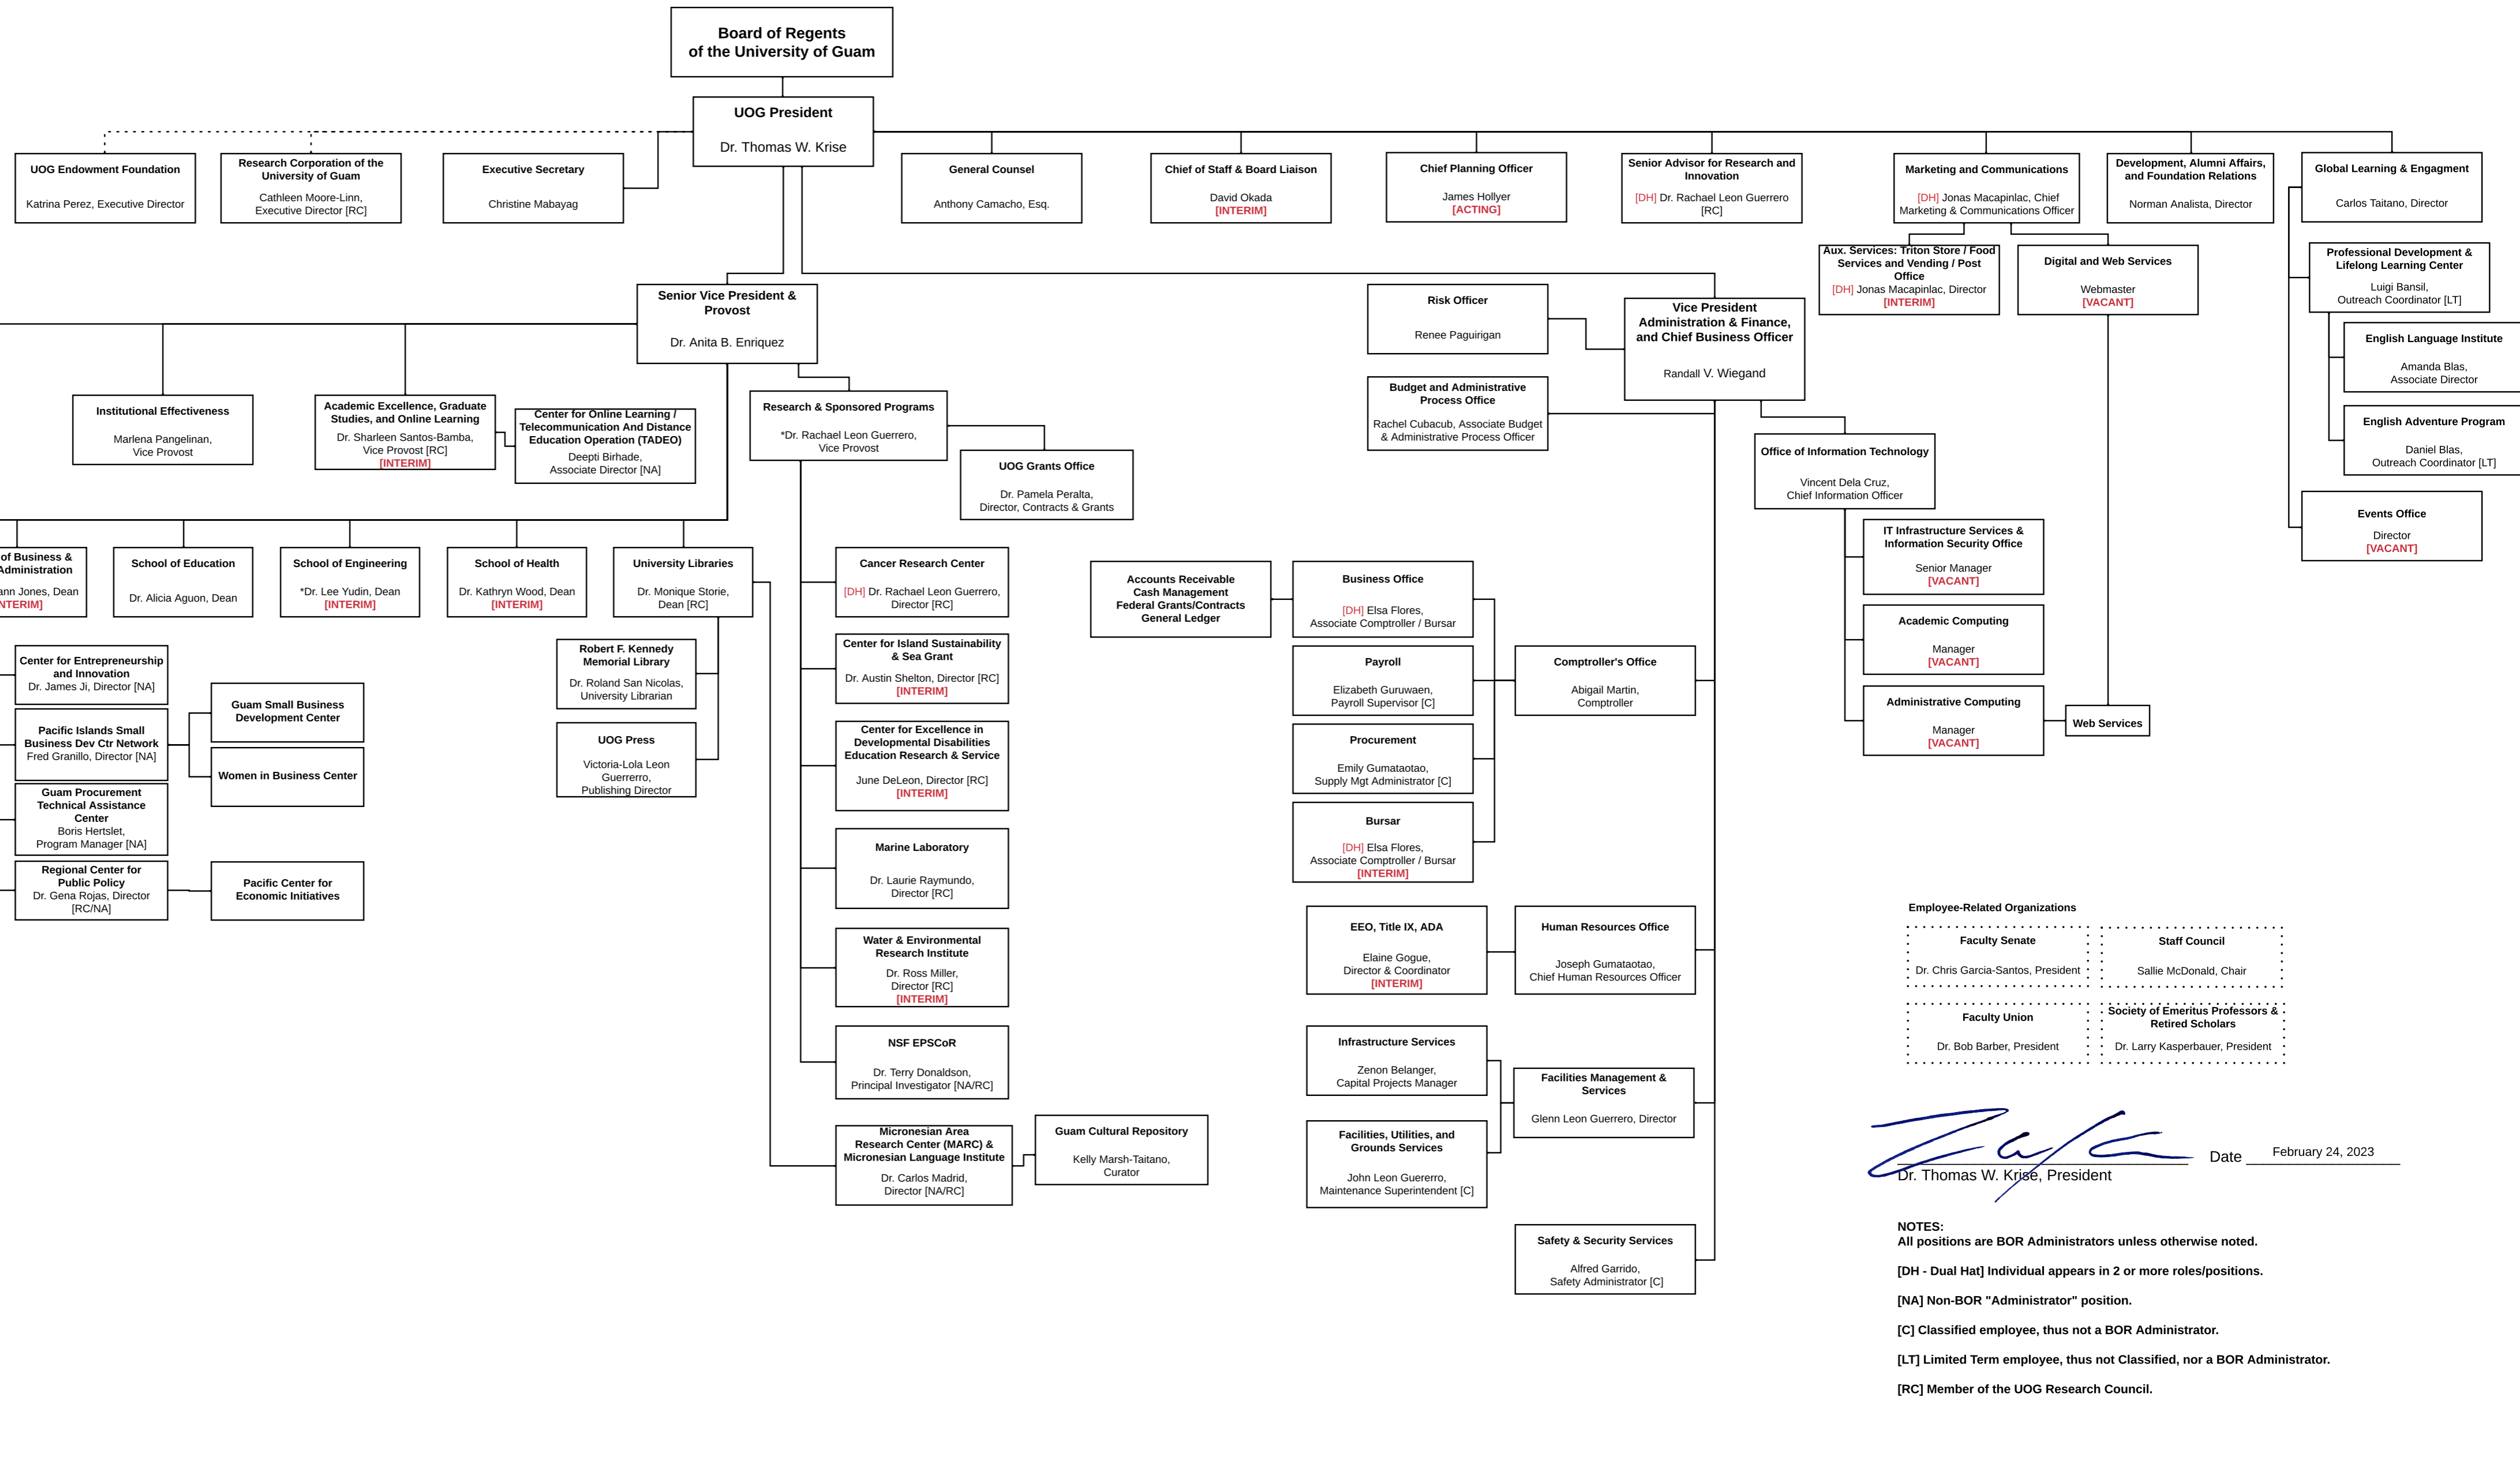 Board of Regents
of the University of Guam
UOG President
Dr. Thomas W. Krise
UOG Endowment Foundation
Katrina Perez, Executive Director
Research Corporation of the
University of Guam
Cathleen Moore-Linn,
Executive Director [RC]
Executive Secretary
Christine Mabayag
General Counsel
Anthony Camacho, Esq.
Chief of Staff & Board Liaison
David Okada
[INTERIM]
Chief Planning Officer
James Hollyer
[ACTING]
Senior Advisor for Research and
Innovation
[DH] Dr. Rachael Leon Guerrero
[RC]
Marketing and Communications
[DH] Jonas Macapinlac, Chief
Marketing & Communications Officer
Development, Alumni Affairs,
and Foundation Relations
Norman Analista, Director
Global Learning & Engagment
Carlos Taitano, Director
Aux. Services: Triton Store / Food
Services and Vending / Post
Office
[DH] Jonas Macapinlac, Director
[INTERIM]
Digital and Web Services
Webmaster
[VACANT]
Professional Development &
Lifelong Learning Center
Luigi Bansil,
Outreach Coordinator [LT]
English Language Institute
Amanda Blas,
Associate Director
English Adventure Program
Daniel Blas,
Outreach Coordinator [LT]
Events Office
Director
[VACANT]
Senior Vice President &
Provost
Dr. Anita B. Enriquez
Risk Officer
Renee Paguirigan
Vice President
Administration & Finance,
and Chief Business Officer
Randall V. Wiegand
Budget and Administrative
Process Office
Rachel Cubacub, Associate Budget
& Administrative Process Officer
Institutional Effectiveness
Marlena Pangelinan,
Vice Provost
Academic Excellence, Graduate
Studies, and Online Learning
Dr. Sharleen Santos-Bamba,
Vice Provost [RC]
[INTERIM]
Center for Online Learning /
Telecommunication And Distance
Education Operation (TADEO)
Deepti Birhade,
Associate Director [NA]
Research & Sponsored Programs
*Dr. Rachael Leon Guerrero,
Vice Provost
UOG Grants Office
Dr. Pamela Peralta,
Director, Contracts & Grants
Office of Information Technology
Vincent Dela Cruz,
Chief Information Officer
IT Infrastructure Services &
Information Security Office
Senior Manager
[VACANT]
Academic Computing
Manager
[VACANT]
Administrative Computing
Manager
[VACANT]
Web Services
of Business &
Administration
ann Jones, Dean
NTERIM]
School of Education
Dr. Alicia Aguon, Dean
School of Engineering
*Dr. Lee Yudin, Dean
[INTERIM]
School of Health
Dr. Kathryn Wood, Dean
[INTERIM]
University Libraries
Dr. Monique Storie,
Dean [RC]
Robert F. Kennedy
Memorial Library
Dr. Roland San Nicolas,
University Librarian
UOG Press
Victoria-Lola Leon
Guerrerro,
Publishing Director
Center for Entrepreneurship
and Innovation
Dr. James Ji, Director [NA]
Pacific Islands Small
Business Dev Ctr Network
Fred Granillo, Director [NA]
Guam Small Business
Development Center
Women in Business Center
Guam Procurement
Technical Assistance
Center
Boris Hertslet,
Program Manager [NA]
Regional Center for
Public Policy
Dr. Gena Rojas, Director
[RC/NA]
Pacific Center for
Economic Initiatives
Cancer Research Center
[DH] Dr. Rachael Leon Guerrero,
Director [RC]
Center for Island Sustainability
& Sea Grant
Dr. Austin Shelton, Director [RC]
[INTERIM]
Center for Excellence in
Developmental Disabilities
Education Research & Service
June DeLeon, Director [RC]
[INTERIM]
Marine Laboratory
Dr. Laurie Raymundo,
Director [RC]
Water & Environmental
Research Institute
Dr. Ross Miller,
Director [RC]
[INTERIM]
NSF EPSCoR
Dr. Terry Donaldson,
Principal Investigator [NA/RC]
Micronesian Area
Research Center (MARC) &
Micronesian Language Institute
Dr. Carlos Madrid,
Director [NA/RC]
Guam Cultural Repository
Kelly Marsh-Taitano,
Curator
Accounts Receivable
Cash Management
Federal Grants/Contracts
General Ledger
Business Office
[DH] Elsa Flores,
Associate Comptroller / Bursar
Payroll
Elizabeth Guruwaen,
Payroll Supervisor [C]
Comptroller's Office
Abigail Martin,
Comptroller
Procurement
Emily Gumataotao,
Supply Mgt Administrator [C]
Bursar
[DH] Elsa Flores,
Associate Comptroller / Bursar
[INTERIM]
EEO, Title IX, ADA
Elaine Gogue,
Director & Coordinator
[INTERIM]
Human Resources Office
Joseph Gumataotao,
Chief Human Resources Officer
Infrastructure Services
Zenon Belanger,
Capital Projects Manager
Facilities Management &
Services
Glenn Leon Guerrero, Director
Facilities, Utilities, and
Grounds Services
John Leon Guererro,
Maintenance Superintendent [C]
Safety & Security Services
Alfred Garrido,
Safety Administrator [C]
Employee-Related Organizations
Faculty Senate
Dr. Chris Garcia-Santos, President
Staff Council
Sallie McDonald, Chair
Faculty Union
Dr. Bob Barber, President
Society of Emeritus Professors &
Retired Scholars
Dr. Larry Kasperbauer, President
Date February 24, 2023
Dr. Thomas W. Krise, President
NOTES:
All positions are BOR Administrators unless otherwise noted.
[DH - Dual Hat] Individual appears in 2 or more roles/positions.
[NA] Non-BOR "Administrator" position.
[C] Classified employee, thus not a BOR Administrator.
[LT] Limited Term employee, thus not Classified, nor a BOR Administrator.
[RC] Member of the UOG Research Council.